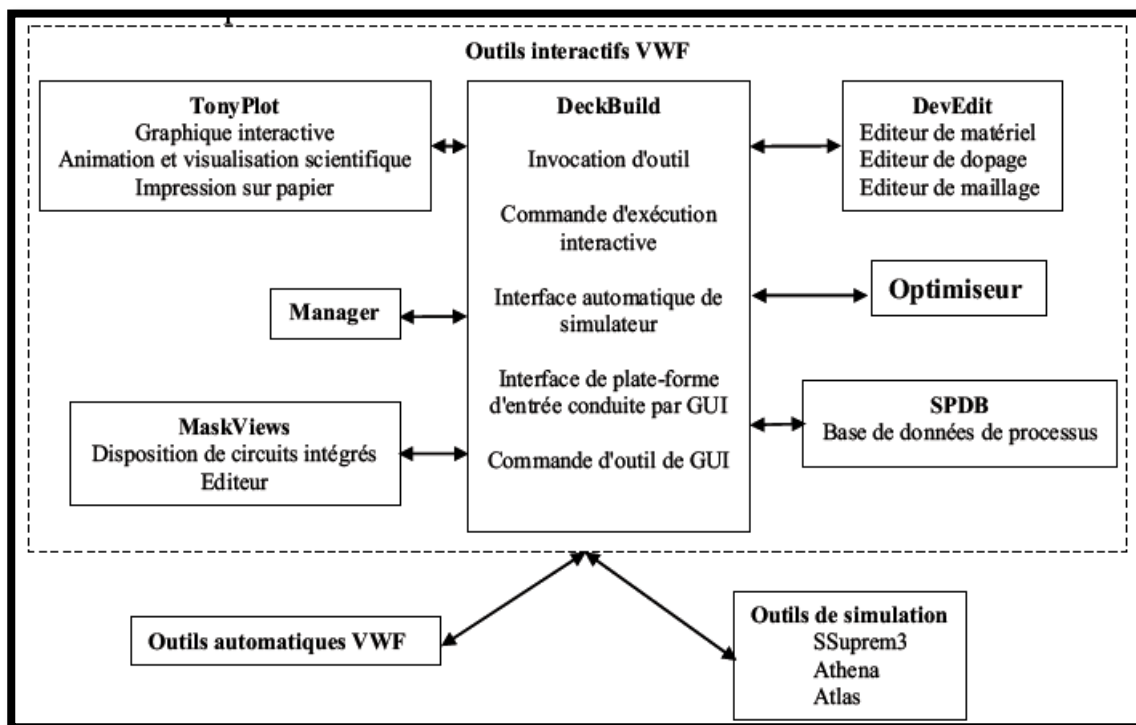 Outils interactifs VWF
TonyPlot
Graphique interactive
Animation et visualisation scientifique
Impression sur papier
DeckBuild
Invocation d'outil
Commande d'exécution
interactive
Interface automatique de
simulateur
Interface de plate-forme
d'entrée conduite par GUI
Commande d'outil de GUI
DevEdit
Editeur de matériel
Editeur de dopage
Editeur de maillage
Manager
Optimiseur
MaskViews
Disposition de circuits intégrés
Editeur
SPDB
Base de données de processus
Outils automatiques VWF
Outils de simulation
SSuprem3
Athena
Atlas